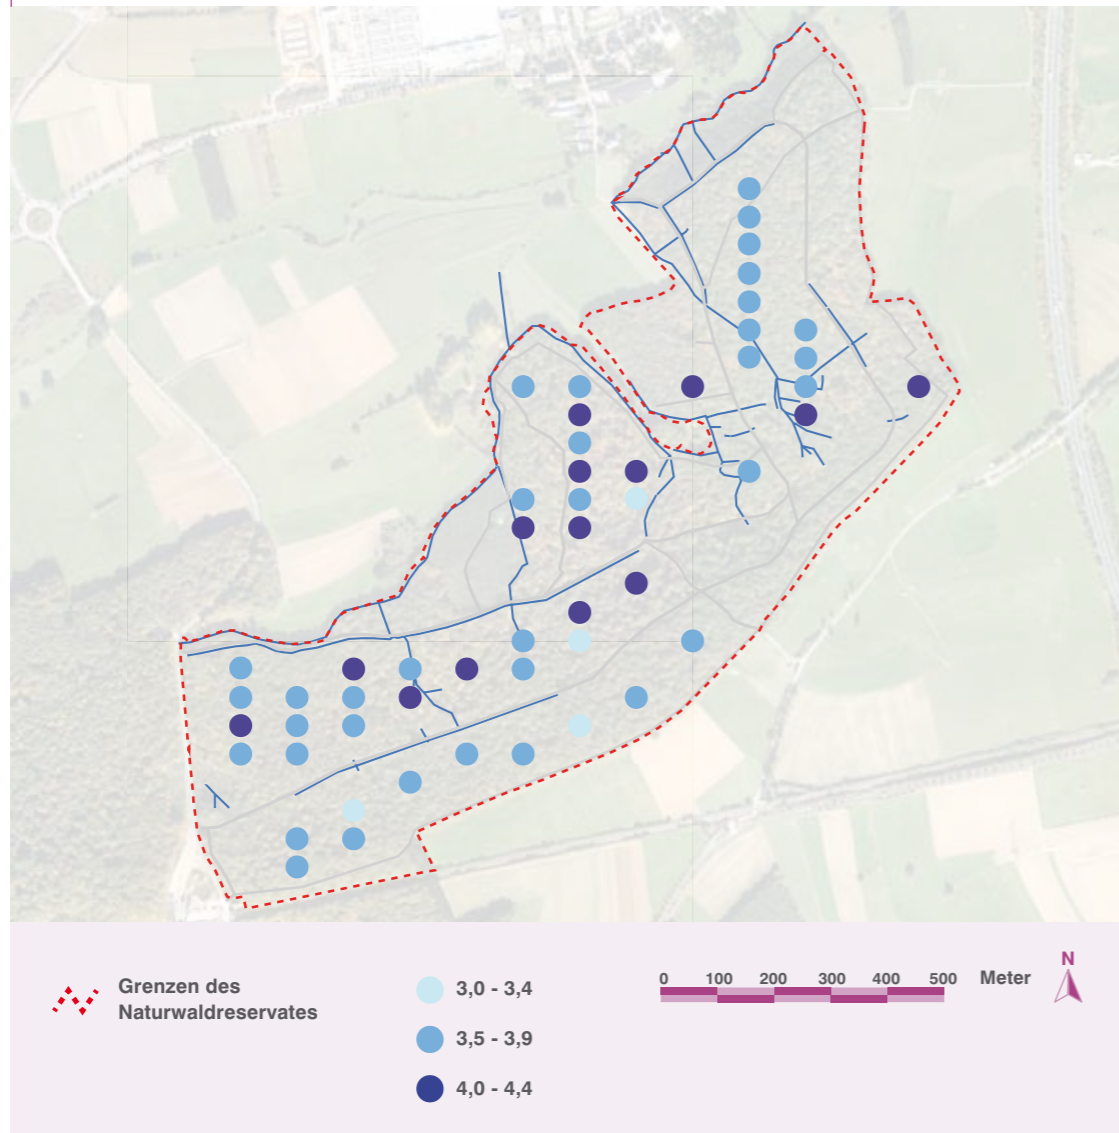 Grenzen des
Naturwaldreservates
3,0 - 3,4
3,5 - 3,9
4,0 - 4,4
0 100 200 300 400 500 Meter
N